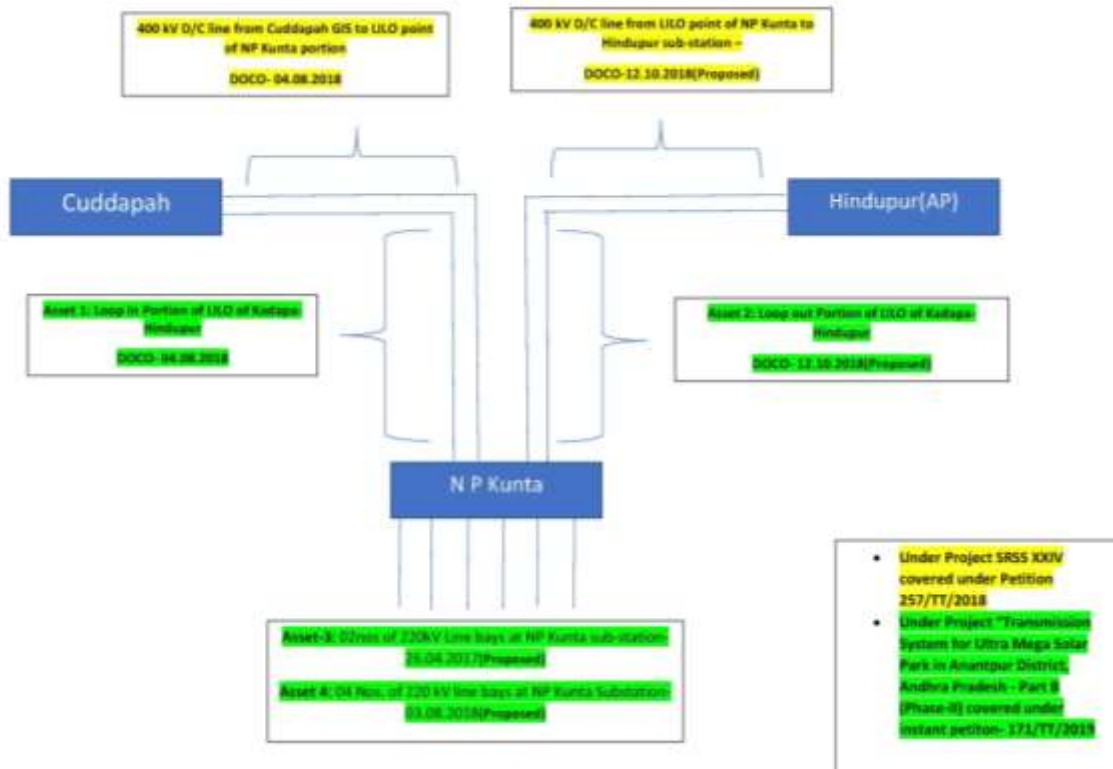 400 kV D/C line from Cuddapah GIS to LILO point
of NP Kunta portion
DOCO- 04.08.2018
400 kV D/C line from LILO point of NP Kunta to
Hindupur sub-station –
DOCO-12.10.2018(Proposed)
Cuddapah
Hindupur(AP)
Asset 1: Loop in Portion of LILO of Kadapa-
Hindupur
DOCO- 04.08.2018
Asset 2: Loop out Portion of LILO of Kadapa-
Hindupur
DOCO- 12.10.2018(Proposed)
N P Kunta
Asset-3: 02nos of 220kV Line bays at NP Kunta sub-station-
26.04.2017(Proposed)
Asset 4: 04 Nos. of 220 kV line bays at NP Kunta Substation-
03.08.2018(Proposed)
• Under Project SRSS XXIV
covered under Petition
257/TT/2018
• Under Project "Transmission
System for Ultra Mega Solar
Park in Anantpur District,
Andhra Pradesh - Part B
(Phase-II) covered under
instant petiton- 171/TT/2019